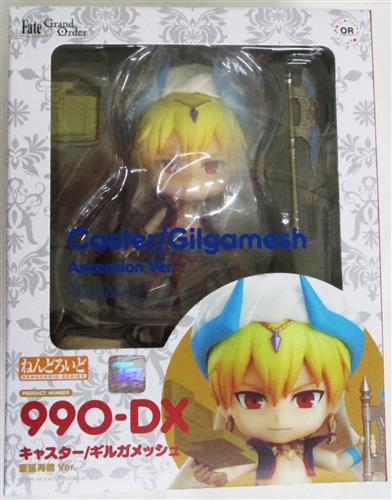 Fate Grand Order
OR
Caster/Gilgamesh
Ascension Ver.
ねんどろいど
NENDOROID SERIES
PRODUCT NUMBER
990-DX
キャスター/ギルガメッシュ
霊基再臨 Ver.